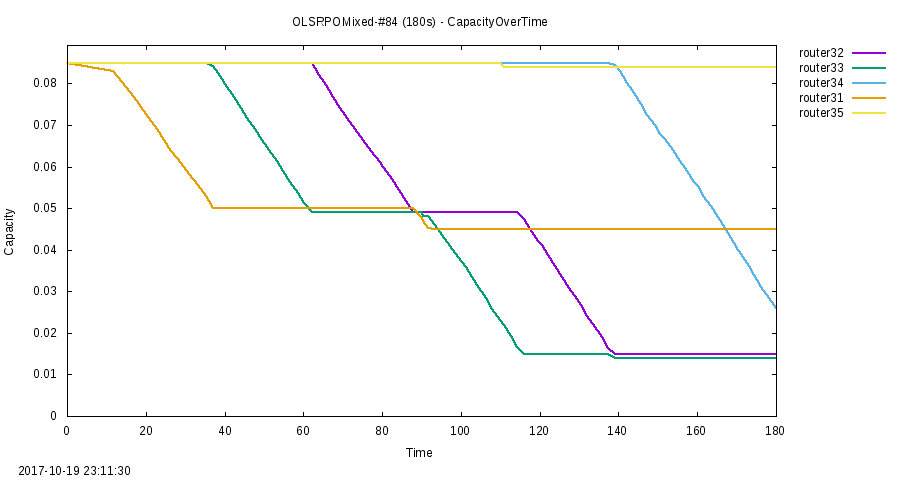 OLSRPOMixed-#84 (180s) - CapacityOverTime
router32
router33
router34
router31
router35
0.08
0.07
0.06
0.05
0.04
0.03
0.02
0.01
0
Capacity
0 20 40 60 80 100 120 140 160 180
Time
2017-10-19 23:11:30